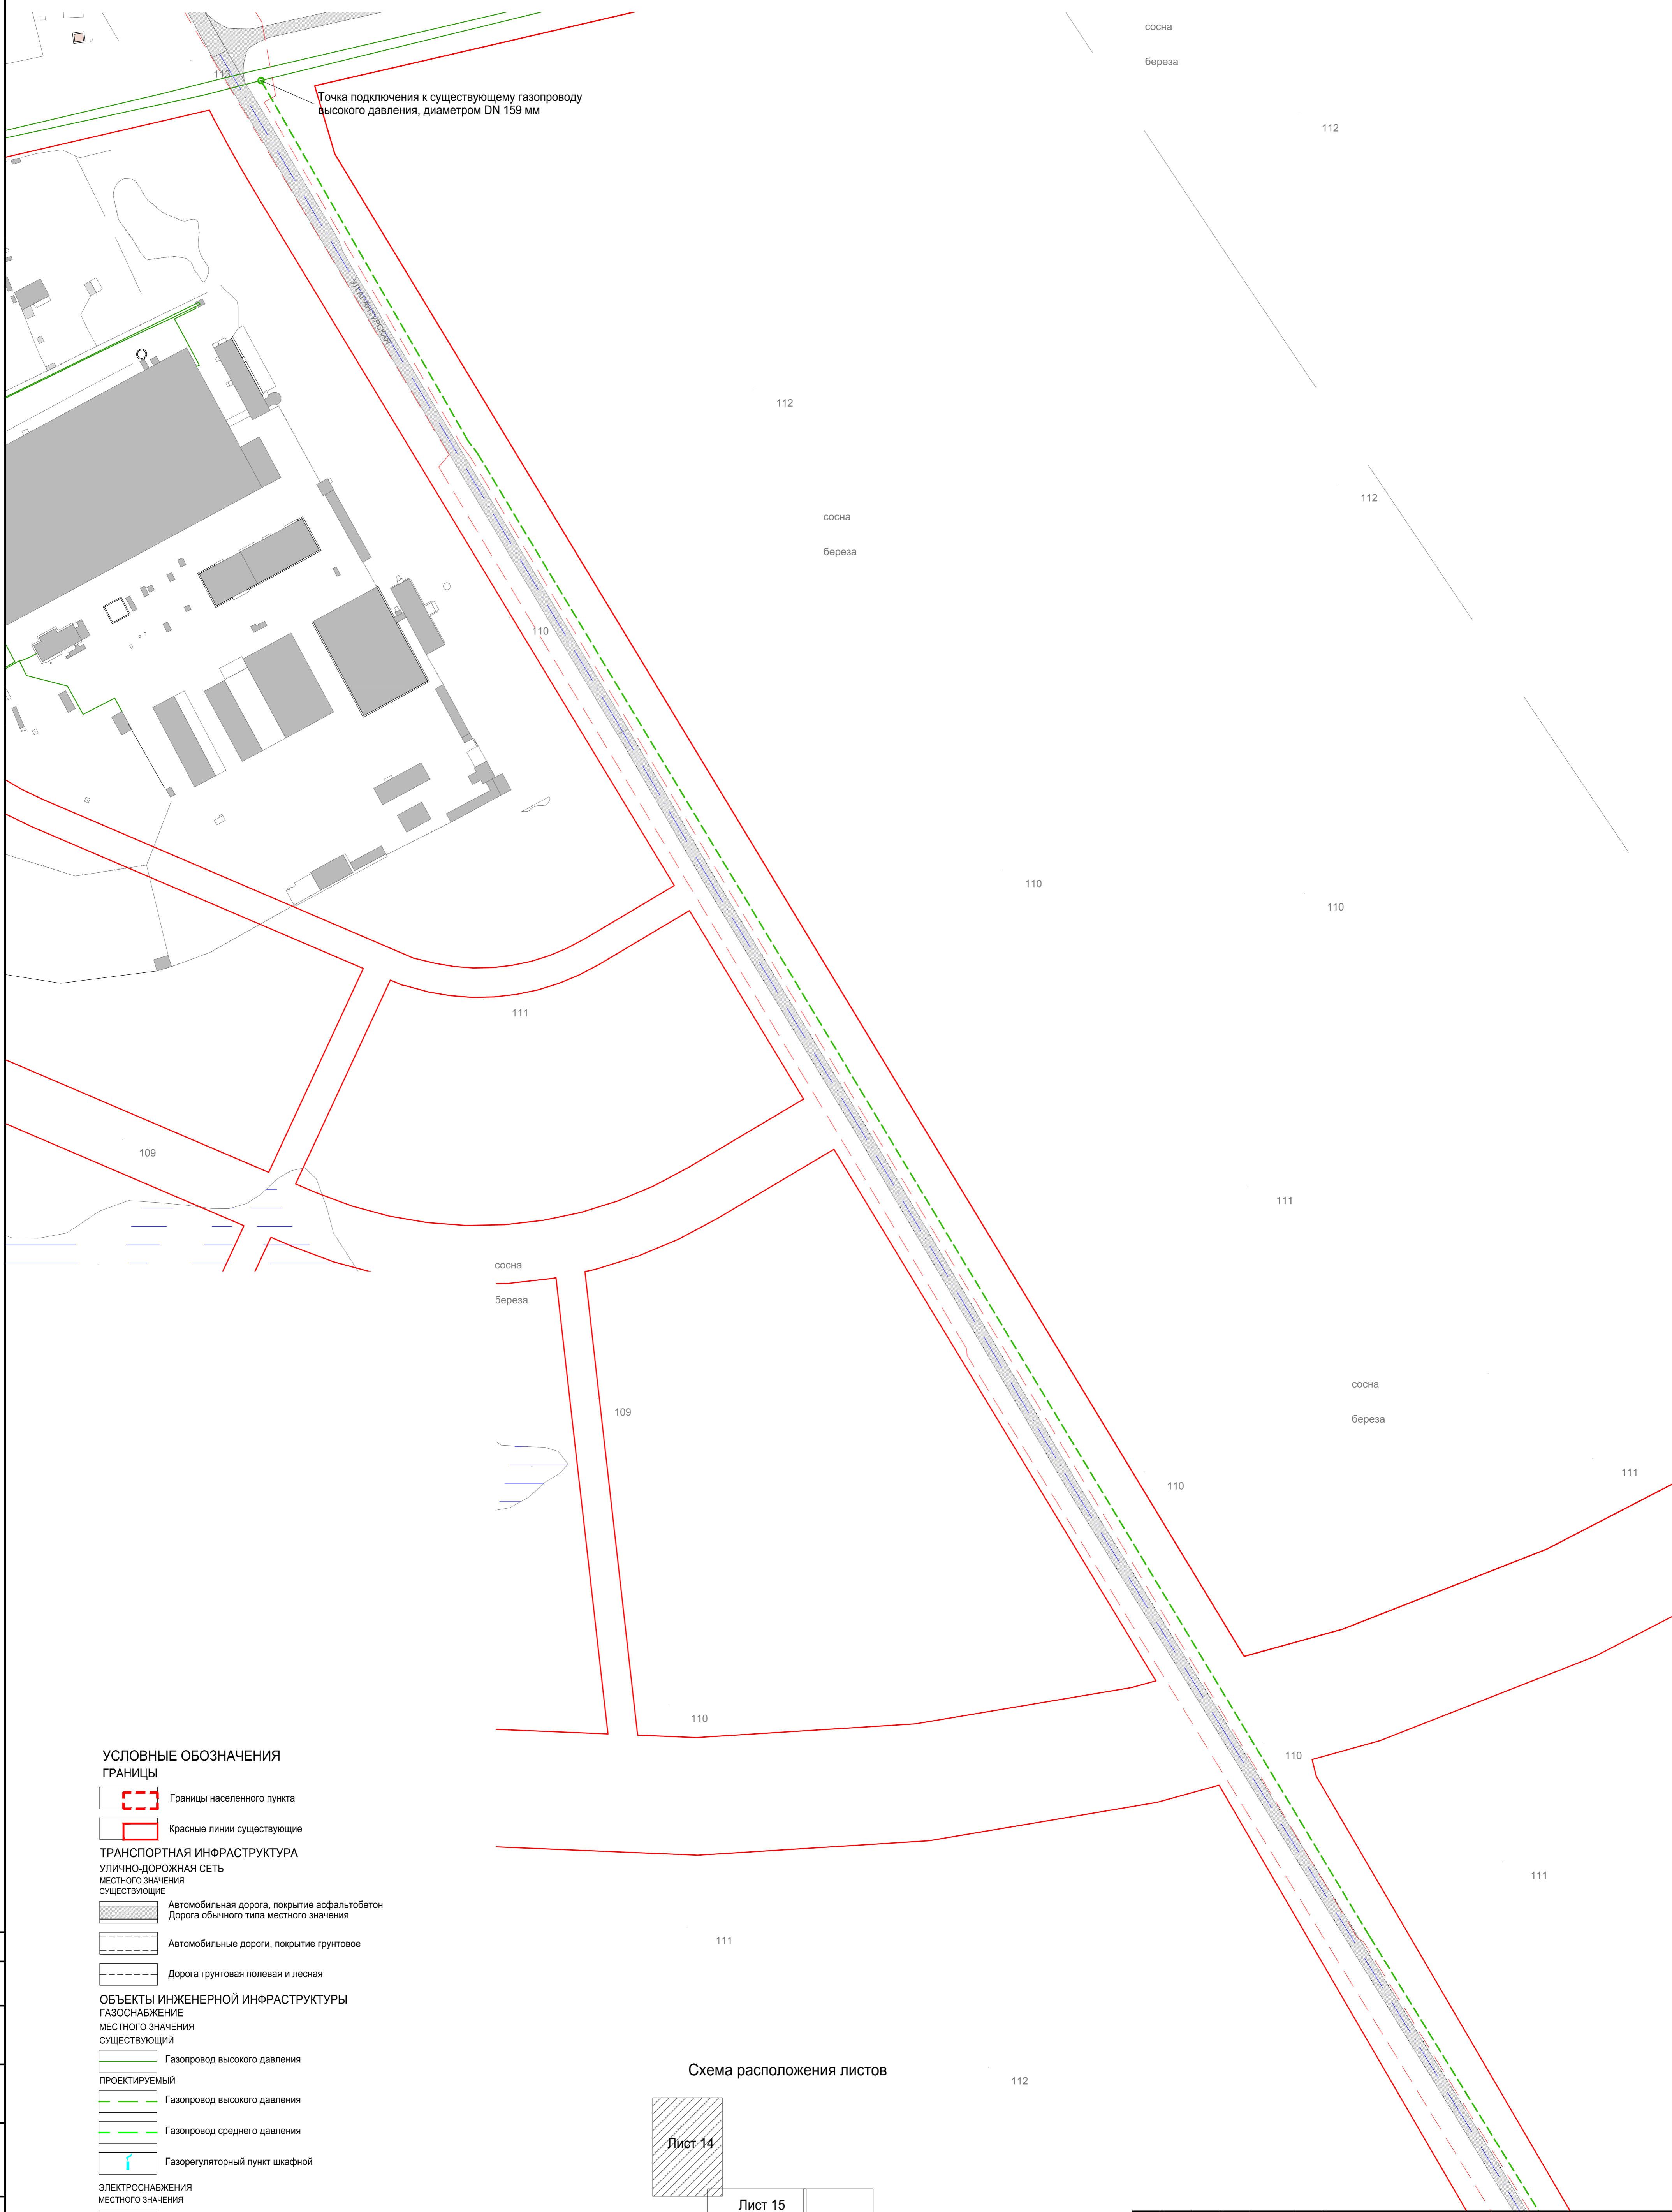 сосна
береза
113
Точка подключения к существующему газопроводу
высокого давления, диаметром DN 159 мм
112
УЛ.АРАНТУРСКАЯ
112
112
сосна
береза
110
110
110
111
109
111
сосна
береза
сосна
береза
109
111
110
110
110
111
111
112
УСЛОВНЫЕ ОБОЗНАЧЕНИЯ
ГРАНИЦЫ
Границы населенного пункта
Красные линии существующие
ТРАНСПОРТНАЯ ИНФРАСТРУКТУРА
УЛИЧНО-ДОРОЖНАЯ СЕТЬ
МЕСТНОГО ЗНАЧЕНИЯ
СУЩЕСТВУЮЩИЕ
Автомобильная дорога, покрытие асфальтобетон
Дорога обычного типа местного значения
Автомобильные дороги, покрытие грунтовое
Дорога грунтовая полевая и лесная
ОБЪЕКТЫ ИНЖЕНЕРНОЙ ИНФРАСТРУКТУРЫ
ГАЗОСНАБЖЕНИЕ
МЕСТНОГО ЗНАЧЕНИЯ
СУЩЕСТВУЮЩИЙ
Газопровод высокого давления
ПРОЕКТИРУЕМЫЙ
Газопровод высокого давления
Газопровод среднего давления
Газорегуляторный пункт шкафной
ЭЛЕКТРОСНАБЖЕНИЯ
МЕСТНОГО ЗНАЧЕНИЯ
Схема расположения листов
Лист 14
Лист 15